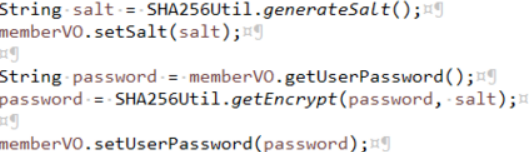 String salt = SHA256Util.generateSalt();
memberVO.setSalt(salt);
String password = memberVO.getUserPassword();
password = SHA256Util.getEncrypt(password, salt);
memberVO.setUserPassword(password);